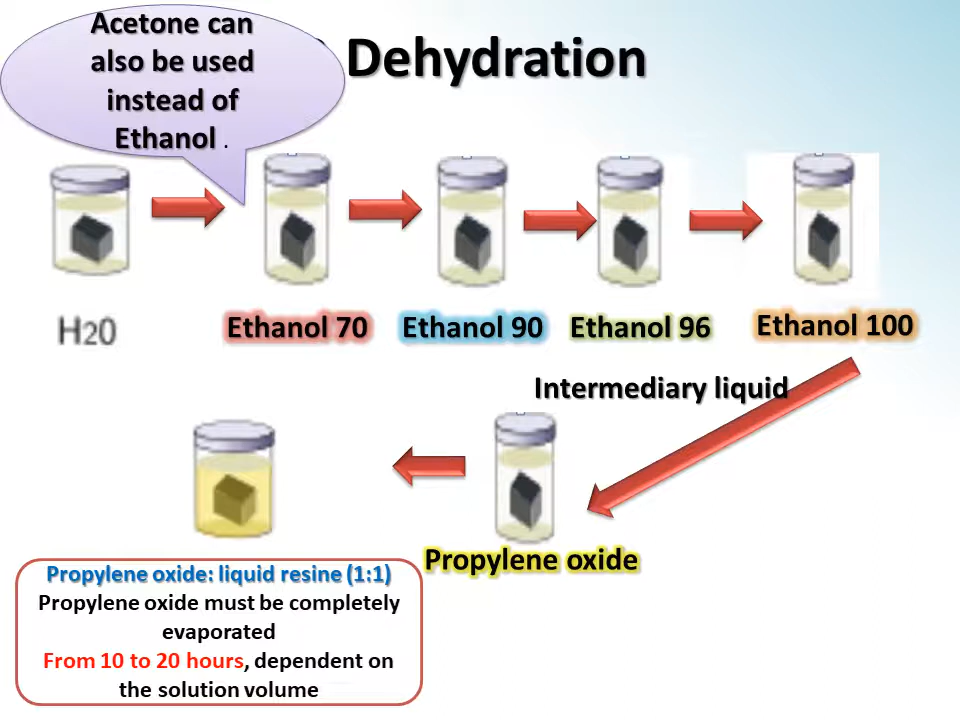 Acetone can
also be used
instead of
Ethanol .
Dehydration
H20
Ethanol 70
Ethanol 90
Ethanol 96
Ethanol 100
Intermediary liquid
Propylene oxide
Propylene oxide: liquid resine (1:1)
Propylene oxide must be completely
evaporated
From 10 to 20 hours, dependent on
the solution volume